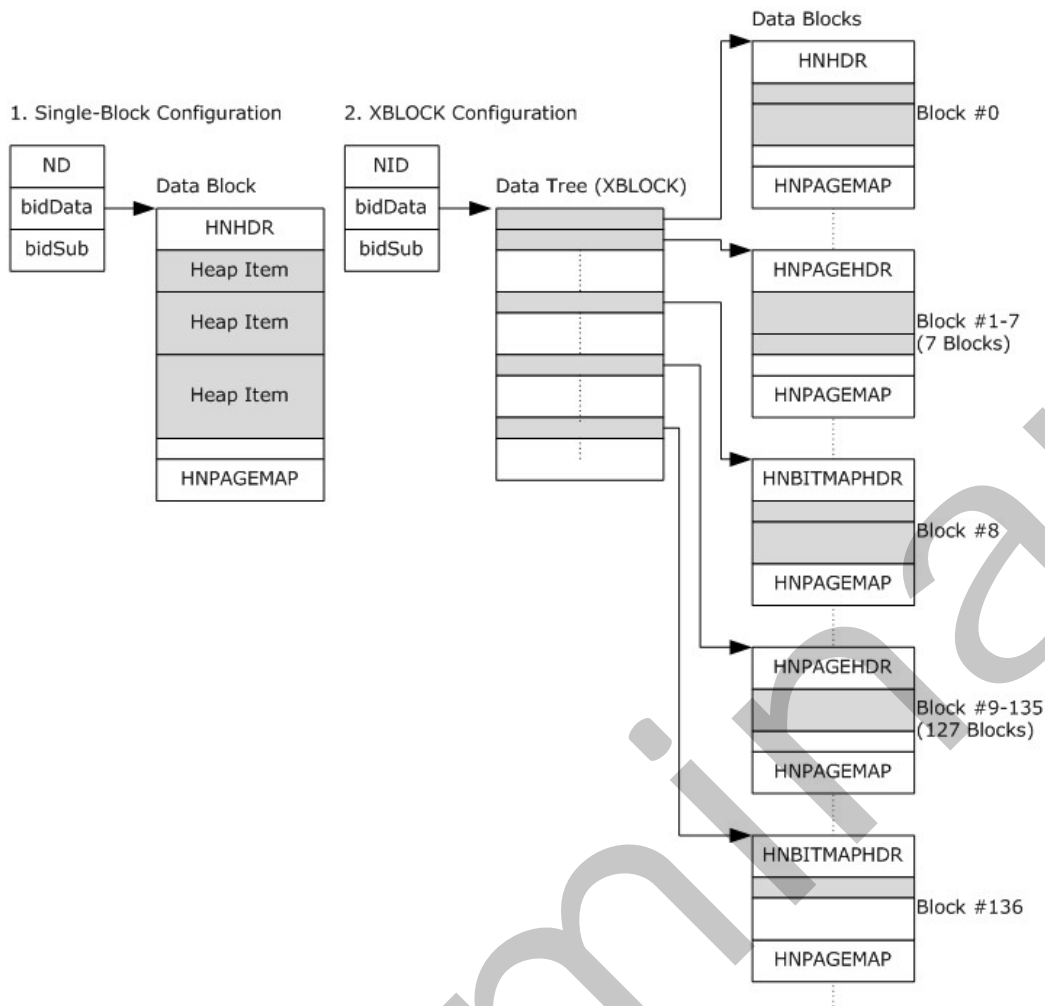 Data Blocks
HNHDR
Block #0
HNPAGEMAP
1. Single-Block Configuration
2. XBLOCK Configuration
ND
bidData
bidSub
Data Block
HNHDR
Heap Item
Heap Item
Heap Item
HNPAGEMAP
NID
bidData
bidSub
Data Tree (XBLOCK)
HNPAGEHDR
Block #1-7
(7 Blocks)
HNPAGEMAP
HNBITMAPHDR
Block #8
HNPAGEMAP
HNPAGEHDR
Block #9-135
(127 Blocks)
HNPAGEMAP
HNBITMAPHDR
Block #136
HNPAGEMAP
mina